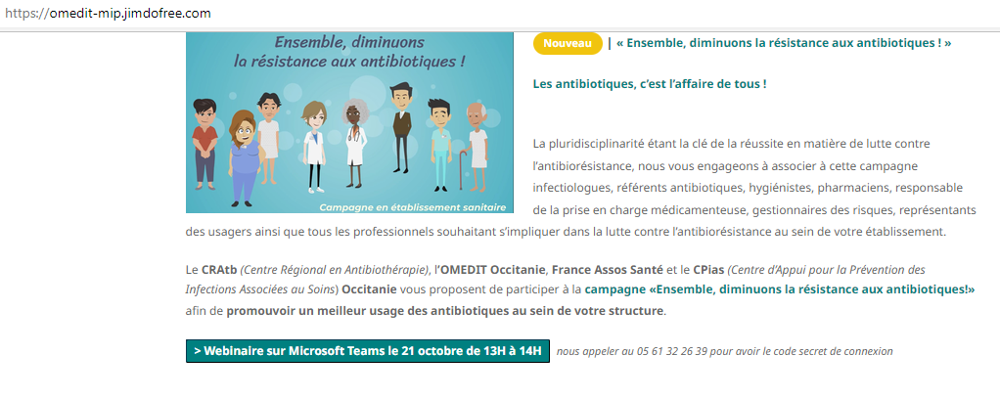 https://omedit-mip.jimdofree.com
Ensemble, diminuons
la résistance aux antibiotiques !
Campagne en établissement sanitaire
Nouveau | « Ensemble, diminuons la résistance aux antibiotiques ! »
Les antibiotiques, c’est l’affaire de tous !
La pluridisciplinarité étant la clé de la réussite en matière de lutte contre
l’antibiorésistance, nous vous engageons à associer à cette campagne
infectiologues, référents antibiotiques, hygiénistes, pharmaciens, responsable
de la prise en charge médicamenteuse, gestionnaires des risques, représentants
des usagers ainsi que tous les professionnels souhaitant s’impliquer dans la lutte contre l’antibiorésistance au sein de votre établissement.
Le CRAtb (Centre Régional en Antibiothérapie), l’OMEDIT Occitanie, France Assos Santé et le CPias (Centre d’Appui pour la Prévention des
Infections Associées au Soins) Occitanie vous proposent de participer à la campagne «Ensemble, diminuons la résistance aux antibiotiques!»
afin de promouvoir un meilleur usage des antibiotiques au sein de votre structure.
> Webinaire sur Microsoft Teams le 21 octobre de 13H à 14H nous appeler au 05 61 32 26 39 pour avoir le code secret de connexion